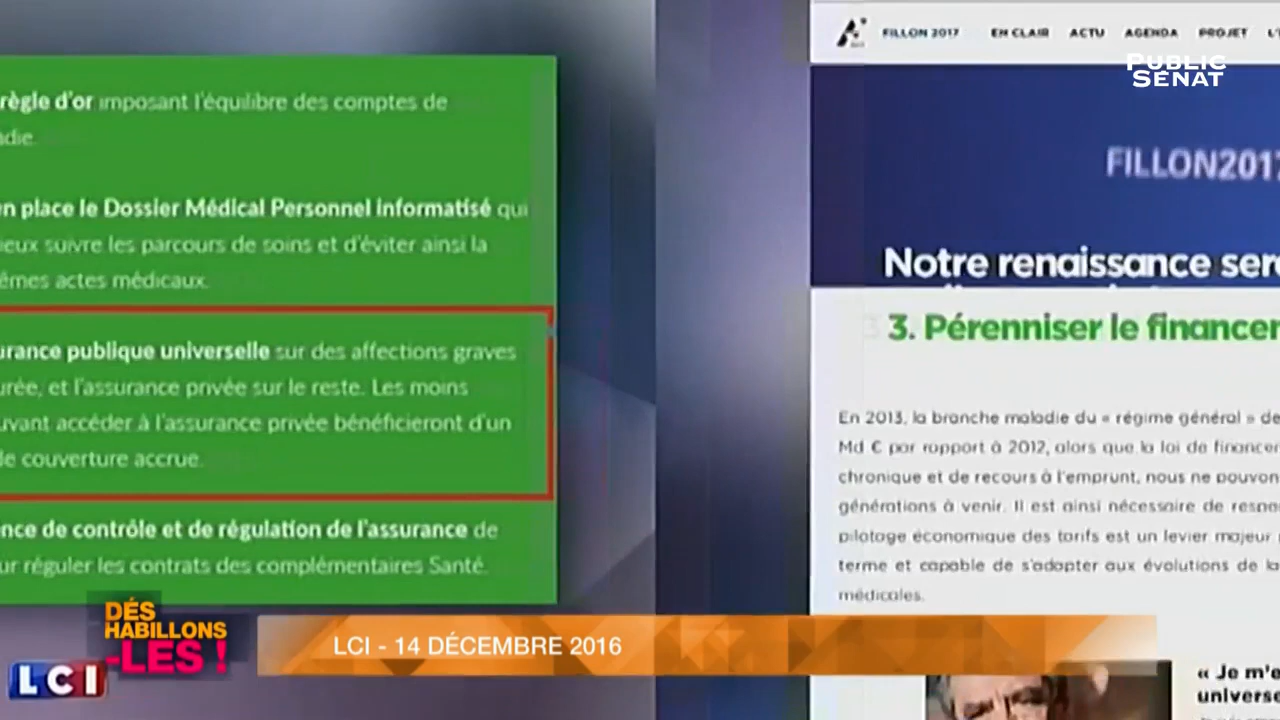 règle d'or imposant l'équilibre des comptes de
adie.
en place le Dossier Médical Personnel Informatisé qui
ieux suivre les parcours de soins et d'éviter ainsi la
êmes actes médicaux.
urance publique universelle sur des affections graves
urée, et l'assurance privée sur le reste. Les moins
uvant accéder à l'assurance privée bénéficieront d'un
de couverture accrue.
ence de contrôle et de régulation de l'assurance de
ur réguler les contrats des complémentaires Santé.
FILLON 2017 EN CLAIR ACTU AGENDA PROJET L'
PUBLIC
SÉNAT
FILLON2017
Notre renaissance sera
3. Pérenniser le financer
En 2013, la branche maladie du « régime général » de
Md € par rapport à 2012, alors que la loi de financer
chronique et de recours à l'emprunt, nous ne pouvon
générations à venir. Il est ainsi nécessaire de respo
pilotage économique des tarifs est un levier majeur
terme et capable de s'adapter aux évolutions de la
médicales.
« Je m'e
universe
DÉS
HABILLONS
-LES !
LCI - 14 DÉCEMBRE 2016
LCI